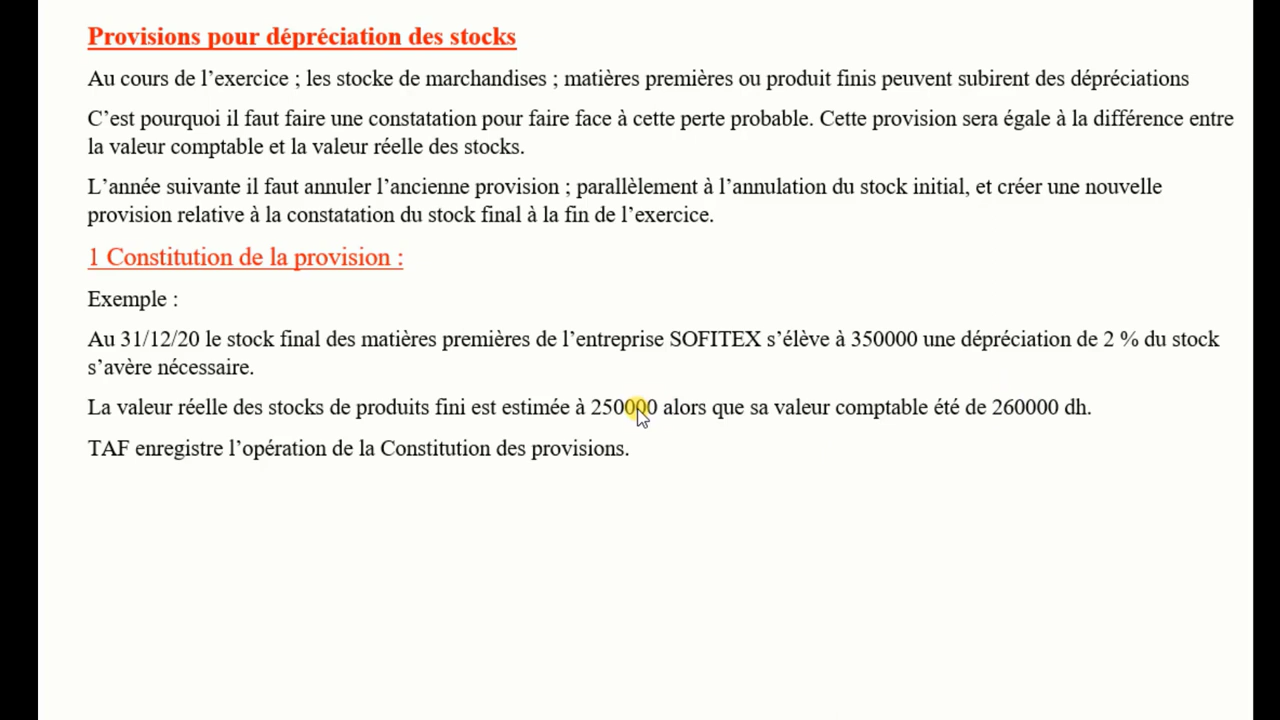 Provisions pour dépréciation des stocks
Au cours de l’exercice ; les stocke de marchandises ; matières premières ou produit finis peuvent subirent des dépréciations
C’est pourquoi il faut faire une constatation pour faire face à cette perte probable. Cette provision sera égale à la différence entre
la valeur comptable et la valeur réelle des stocks.
L’année suivante il faut annuler l’ancienne provision ; parallèlement à l’annulation du stock initial, et créer une nouvelle
provision relative à la constatation du stock final à la fin de l’exercice.
1 Constitution de la provision :
Exemple :
Au 31/12/20 le stock final des matières premières de l’entreprise SOFITEX s’élève à 350000 une dépréciation de 2 % du stock
s’avère nécessaire.
La valeur réelle des stocks de produits fini est estimée à 250000 alors que sa valeur comptable été de 260000 dh.
TAF enregistre l’opération de la Constitution des provisions.